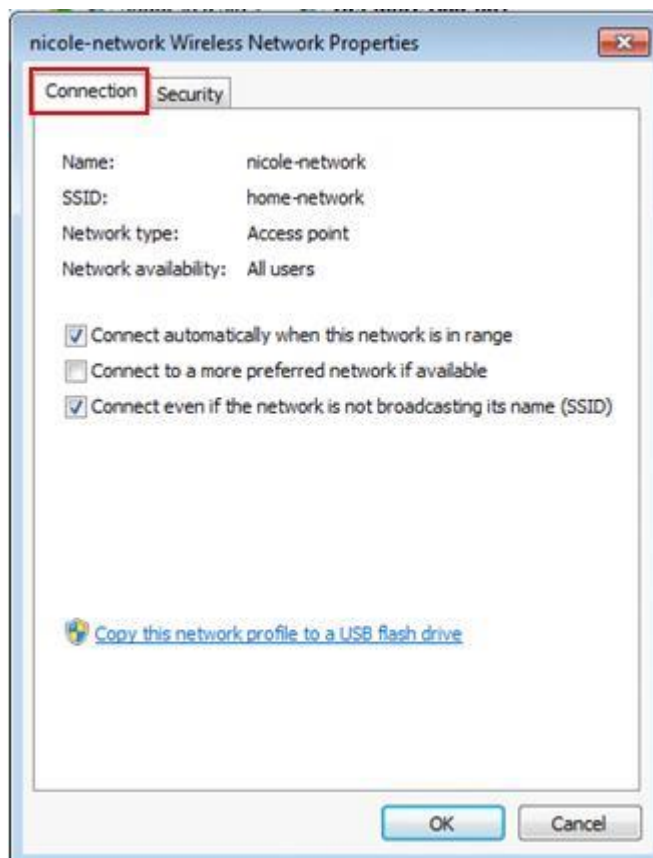 nicole-network Wireless Network Properties
Connection Security
Name: nicole-network
SSID: home-network
Network type: Access point
Network availability: All users
Connect automatically when this network is in range
Connect to a more preferred network if available
Connect even if the network is not broadcasting its name (SSID)
Copy this network profile to a USB flash drive
OK Cancel